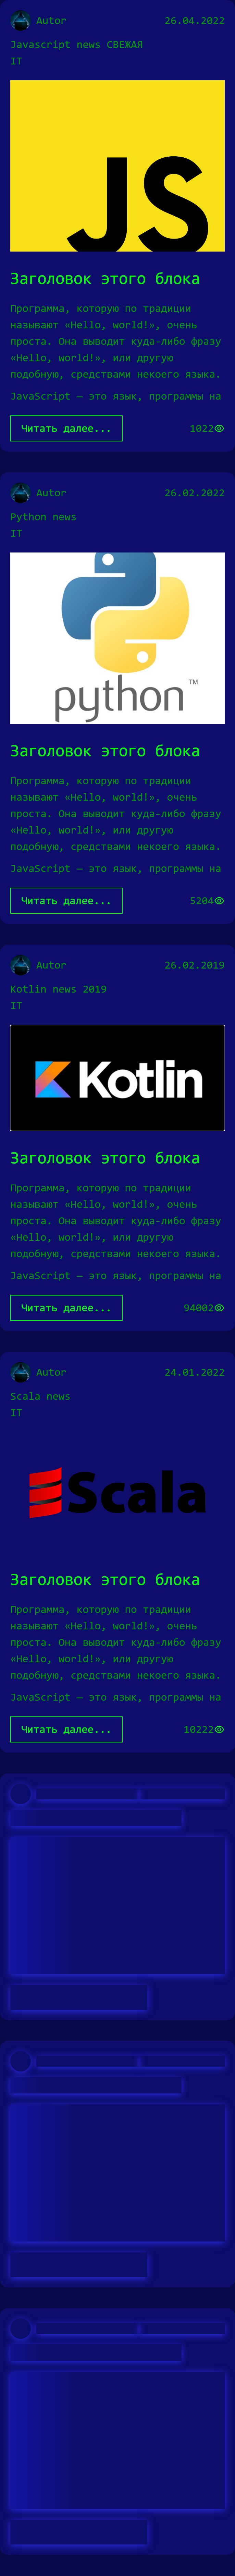 Autor 26.04.2022
Javascript news СВЕЖАЯ
IT
JS
Заголовок этого блока
Программа, которую по традиции
называют «Hello, world!», очень
проста. Она выводит куда-либо фразу
«Hello, world!», или другую
подобную, средствами некоего языка.
JavaScript — это язык, программы на
Читать далее... 1022
Autor 26.02.2022
Python news
IT
python TM
Заголовок этого блока
Программа, которую по традиции
называют «Hello, world!», очень
проста. Она выводит куда-либо фразу
«Hello, world!», или другую
подобную, средствами некоего языка.
JavaScript — это язык, программы на
Читать далее... 5204
Autor 26.02.2019
Kotlin news 2019
IT
Kotlin
Заголовок этого блока
Программа, которую по традиции
называют «Hello, world!», очень
проста. Она выводит куда-либо фразу
«Hello, world!», или другую
подобную, средствами некоего языка.
JavaScript — это язык, программы на
Читать далее... 94002
Autor 24.01.2022
Scala news
IT
Scala
Заголовок этого блока
Программа, которую по традиции
называют «Hello, world!», очень
проста. Она выводит куда-либо фразу
«Hello, world!», или другую
подобную, средствами некоего языка.
JavaScript — это язык, программы на
Читать далее... 10222